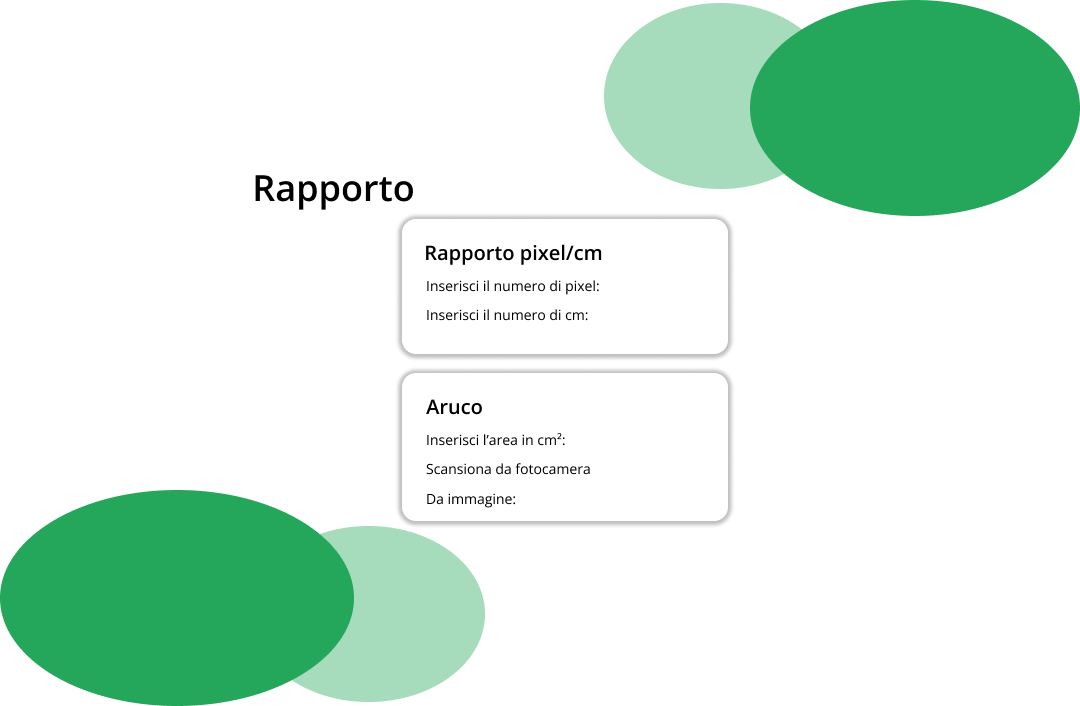 Rapporto
Rapporto pixel/cm
Inserisci il numero di pixel:
Inserisci il numero di cm:
Aruco
Inserisci l’area in cm²:
Scansiona da fotocamera
Da immagine: